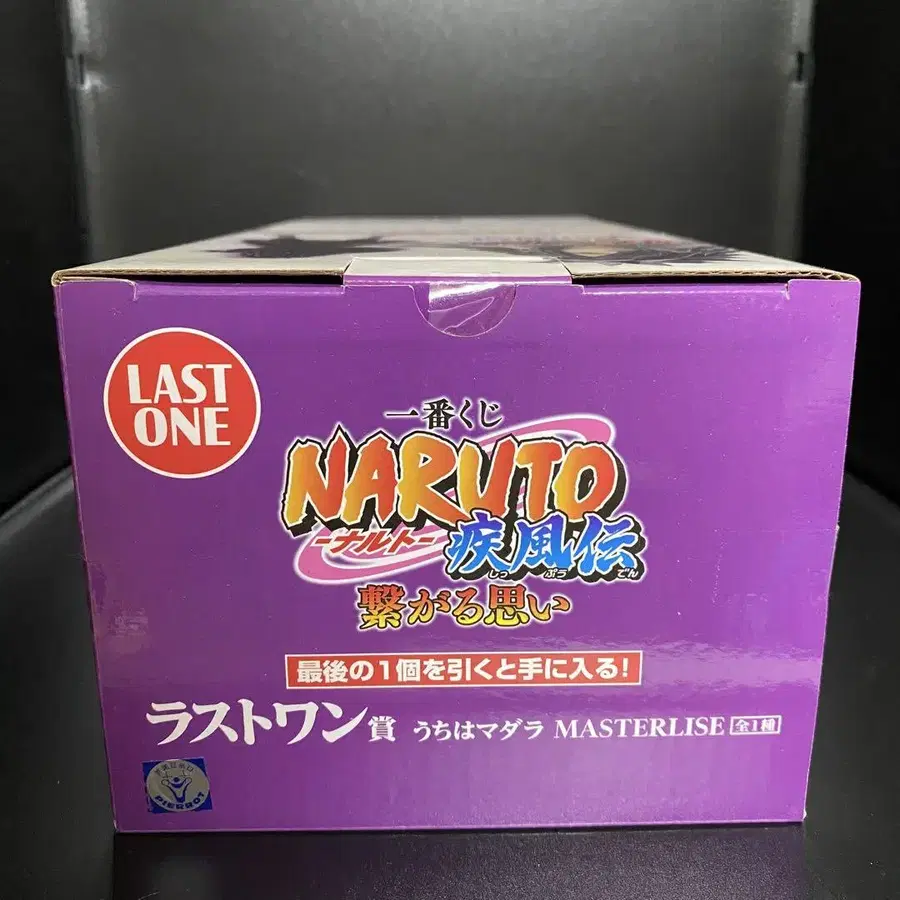 LAST
ONE
一番くじ
NARUTO
-ナルト-
疾風伝
しっ ぷう でん
繋がる思い
最後の1個を引くと手に入る!
ラストワン賞 うちはマダラ MASTERLISE 全1種
PIERROT